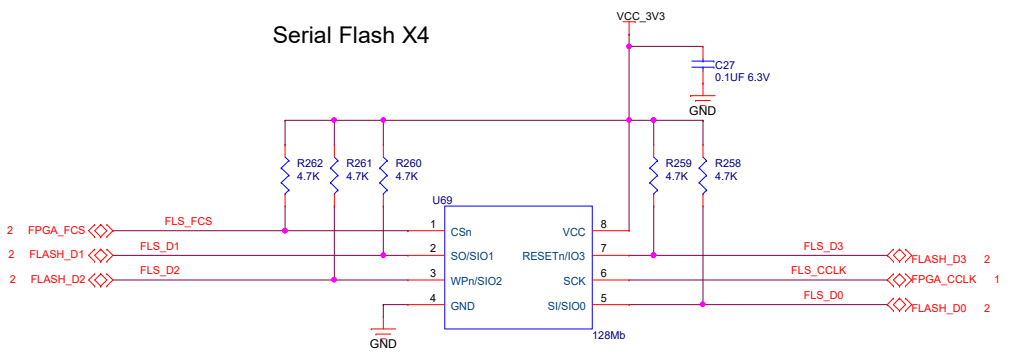 Serial Flash X4
VCC_3V3
C27
0.1UF 6.3V
GND
R262
4.7K
R261
4.7K
R260
4.7K
R259
4.7K
R258
4.7K
U69
2 FPGA_FCS FLS_FCS 1 CSn VCC 8
2 FLASH_D1 FLS_D1 2 SO/SIO1 RESETn/IO3 7 FLS_D3 FLASH_D3 2
2 FLASH_D2 FLS_D2 3 WPn/SIO2 SCK 6 FLS_CCLK FPGA_CCLK 1
4 GND SI/SIO0 5 FLS_D0 FLASH_D0 2
GND
128Mb